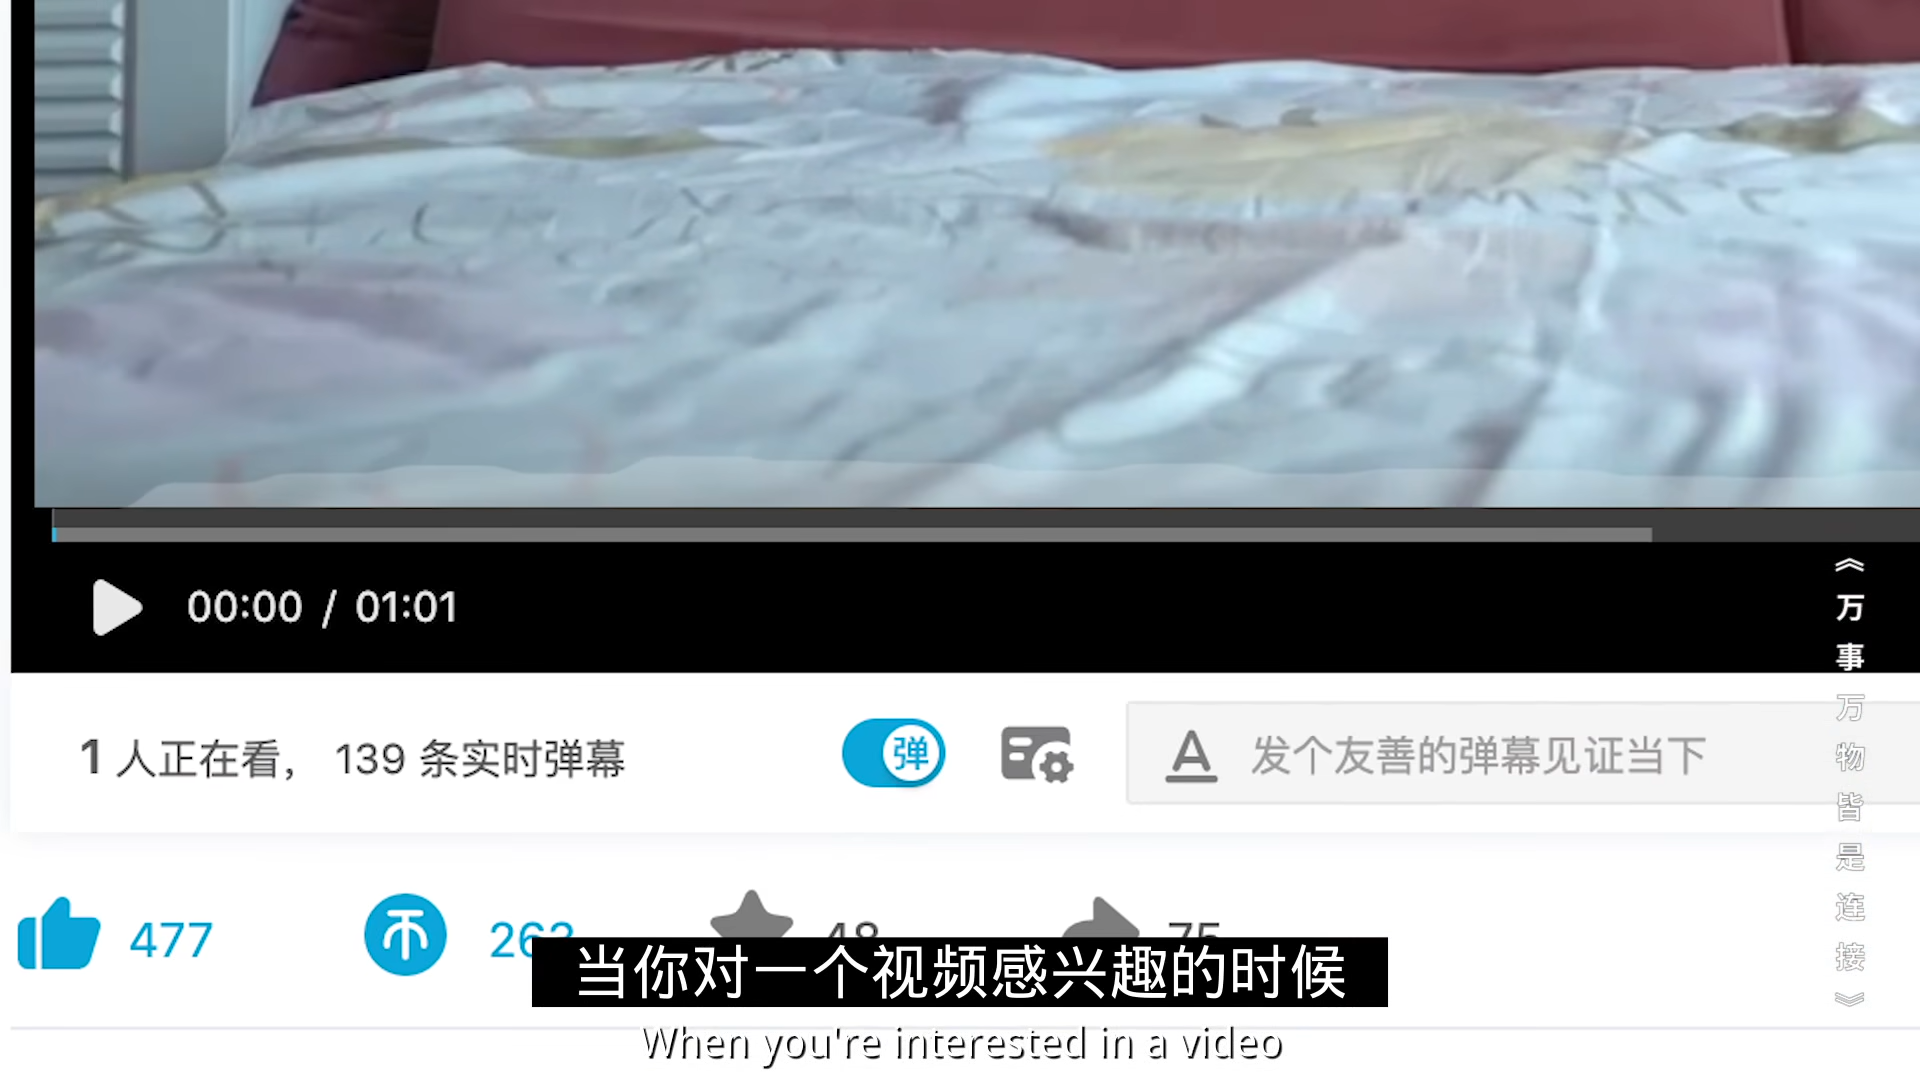 00:00 / 01:01
1 人正在看， 139 条实时弹幕
弹
A 发个友善的弹幕见证当下
477
48
75
当你对一个视频感兴趣的时候
When you're interested in a video
《万事万物皆是连接》